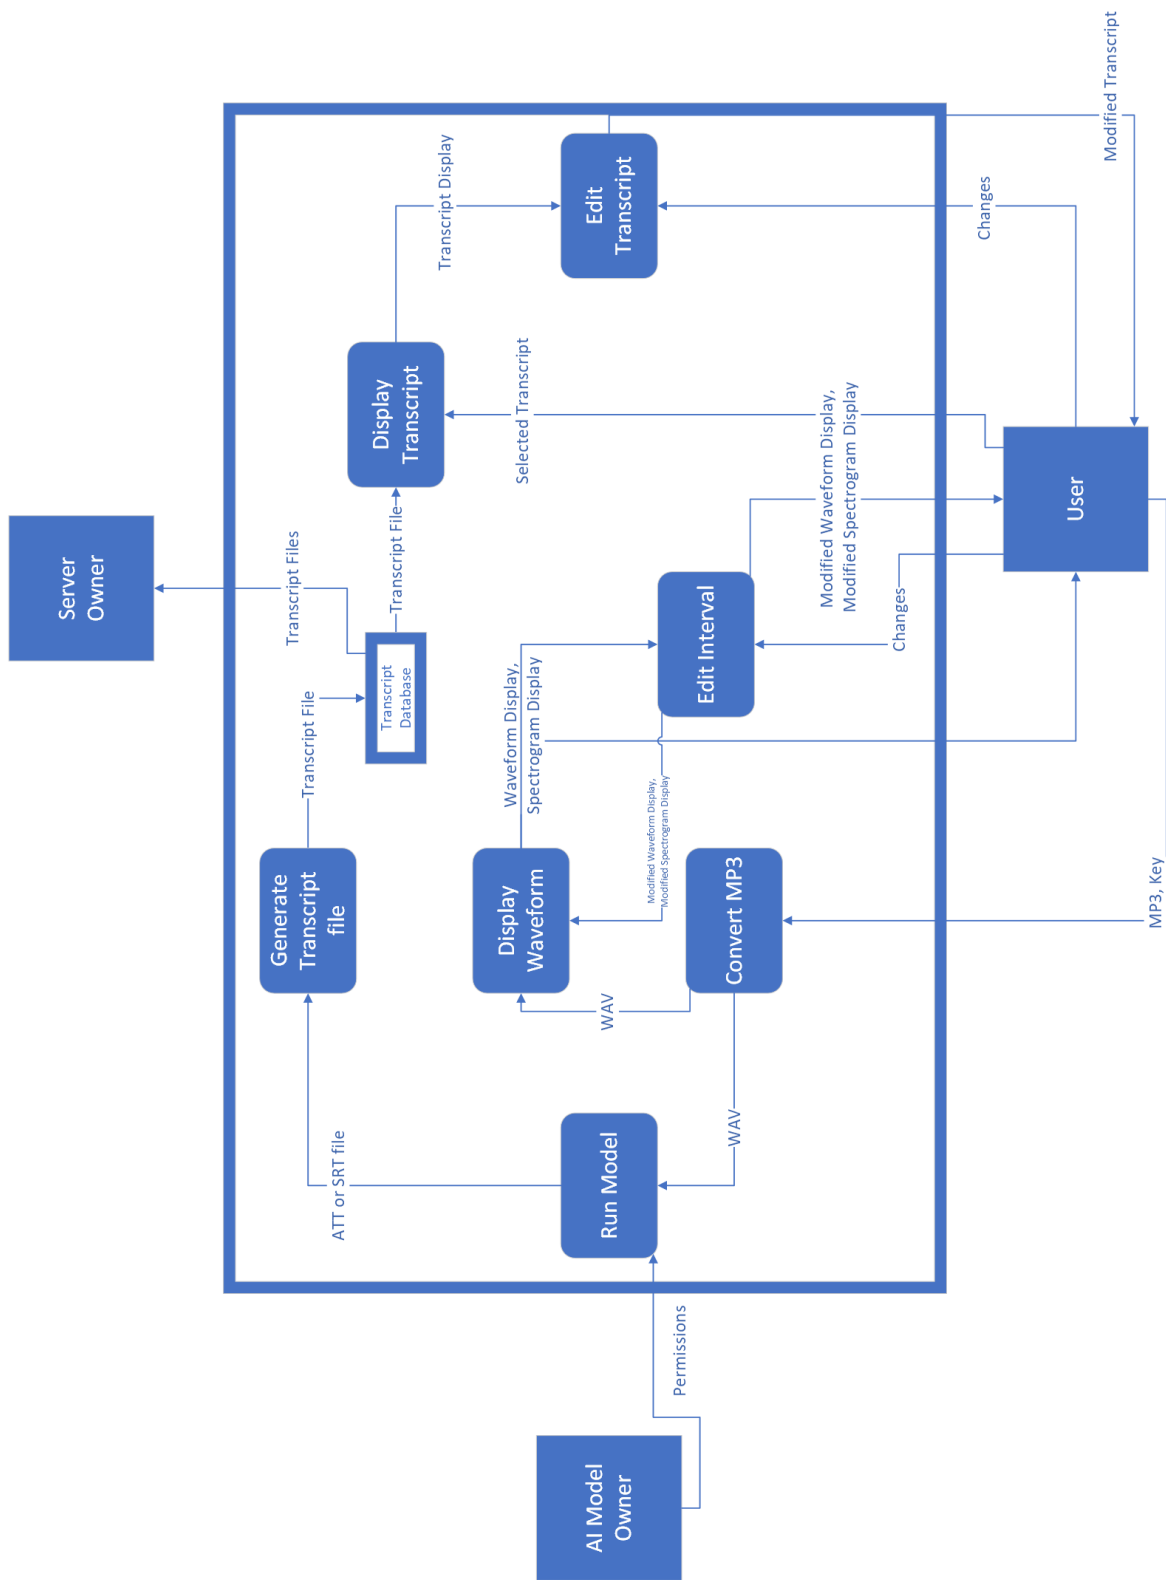 Server
Owner
Transcript Files
Generate
Transcript
file
Transcript File
ATT or SRT file
Transcript
Database
Transcript File
Display
Transcript
Transcript Display
Display
Waveform
Waveform Display,
Spectrogram Display
Selected Transcript
AI Model
Owner
Run Model
WAV
Edit
Transcript
Modified Waveform Display,
Modified Spectrogram Display
Permissions
Edit Interval
WAV
Convert MP3
Modified Waveform Display,
Modified Spectrogram Display
Changes
Changes
User
Modified Transcript
MP3, Key